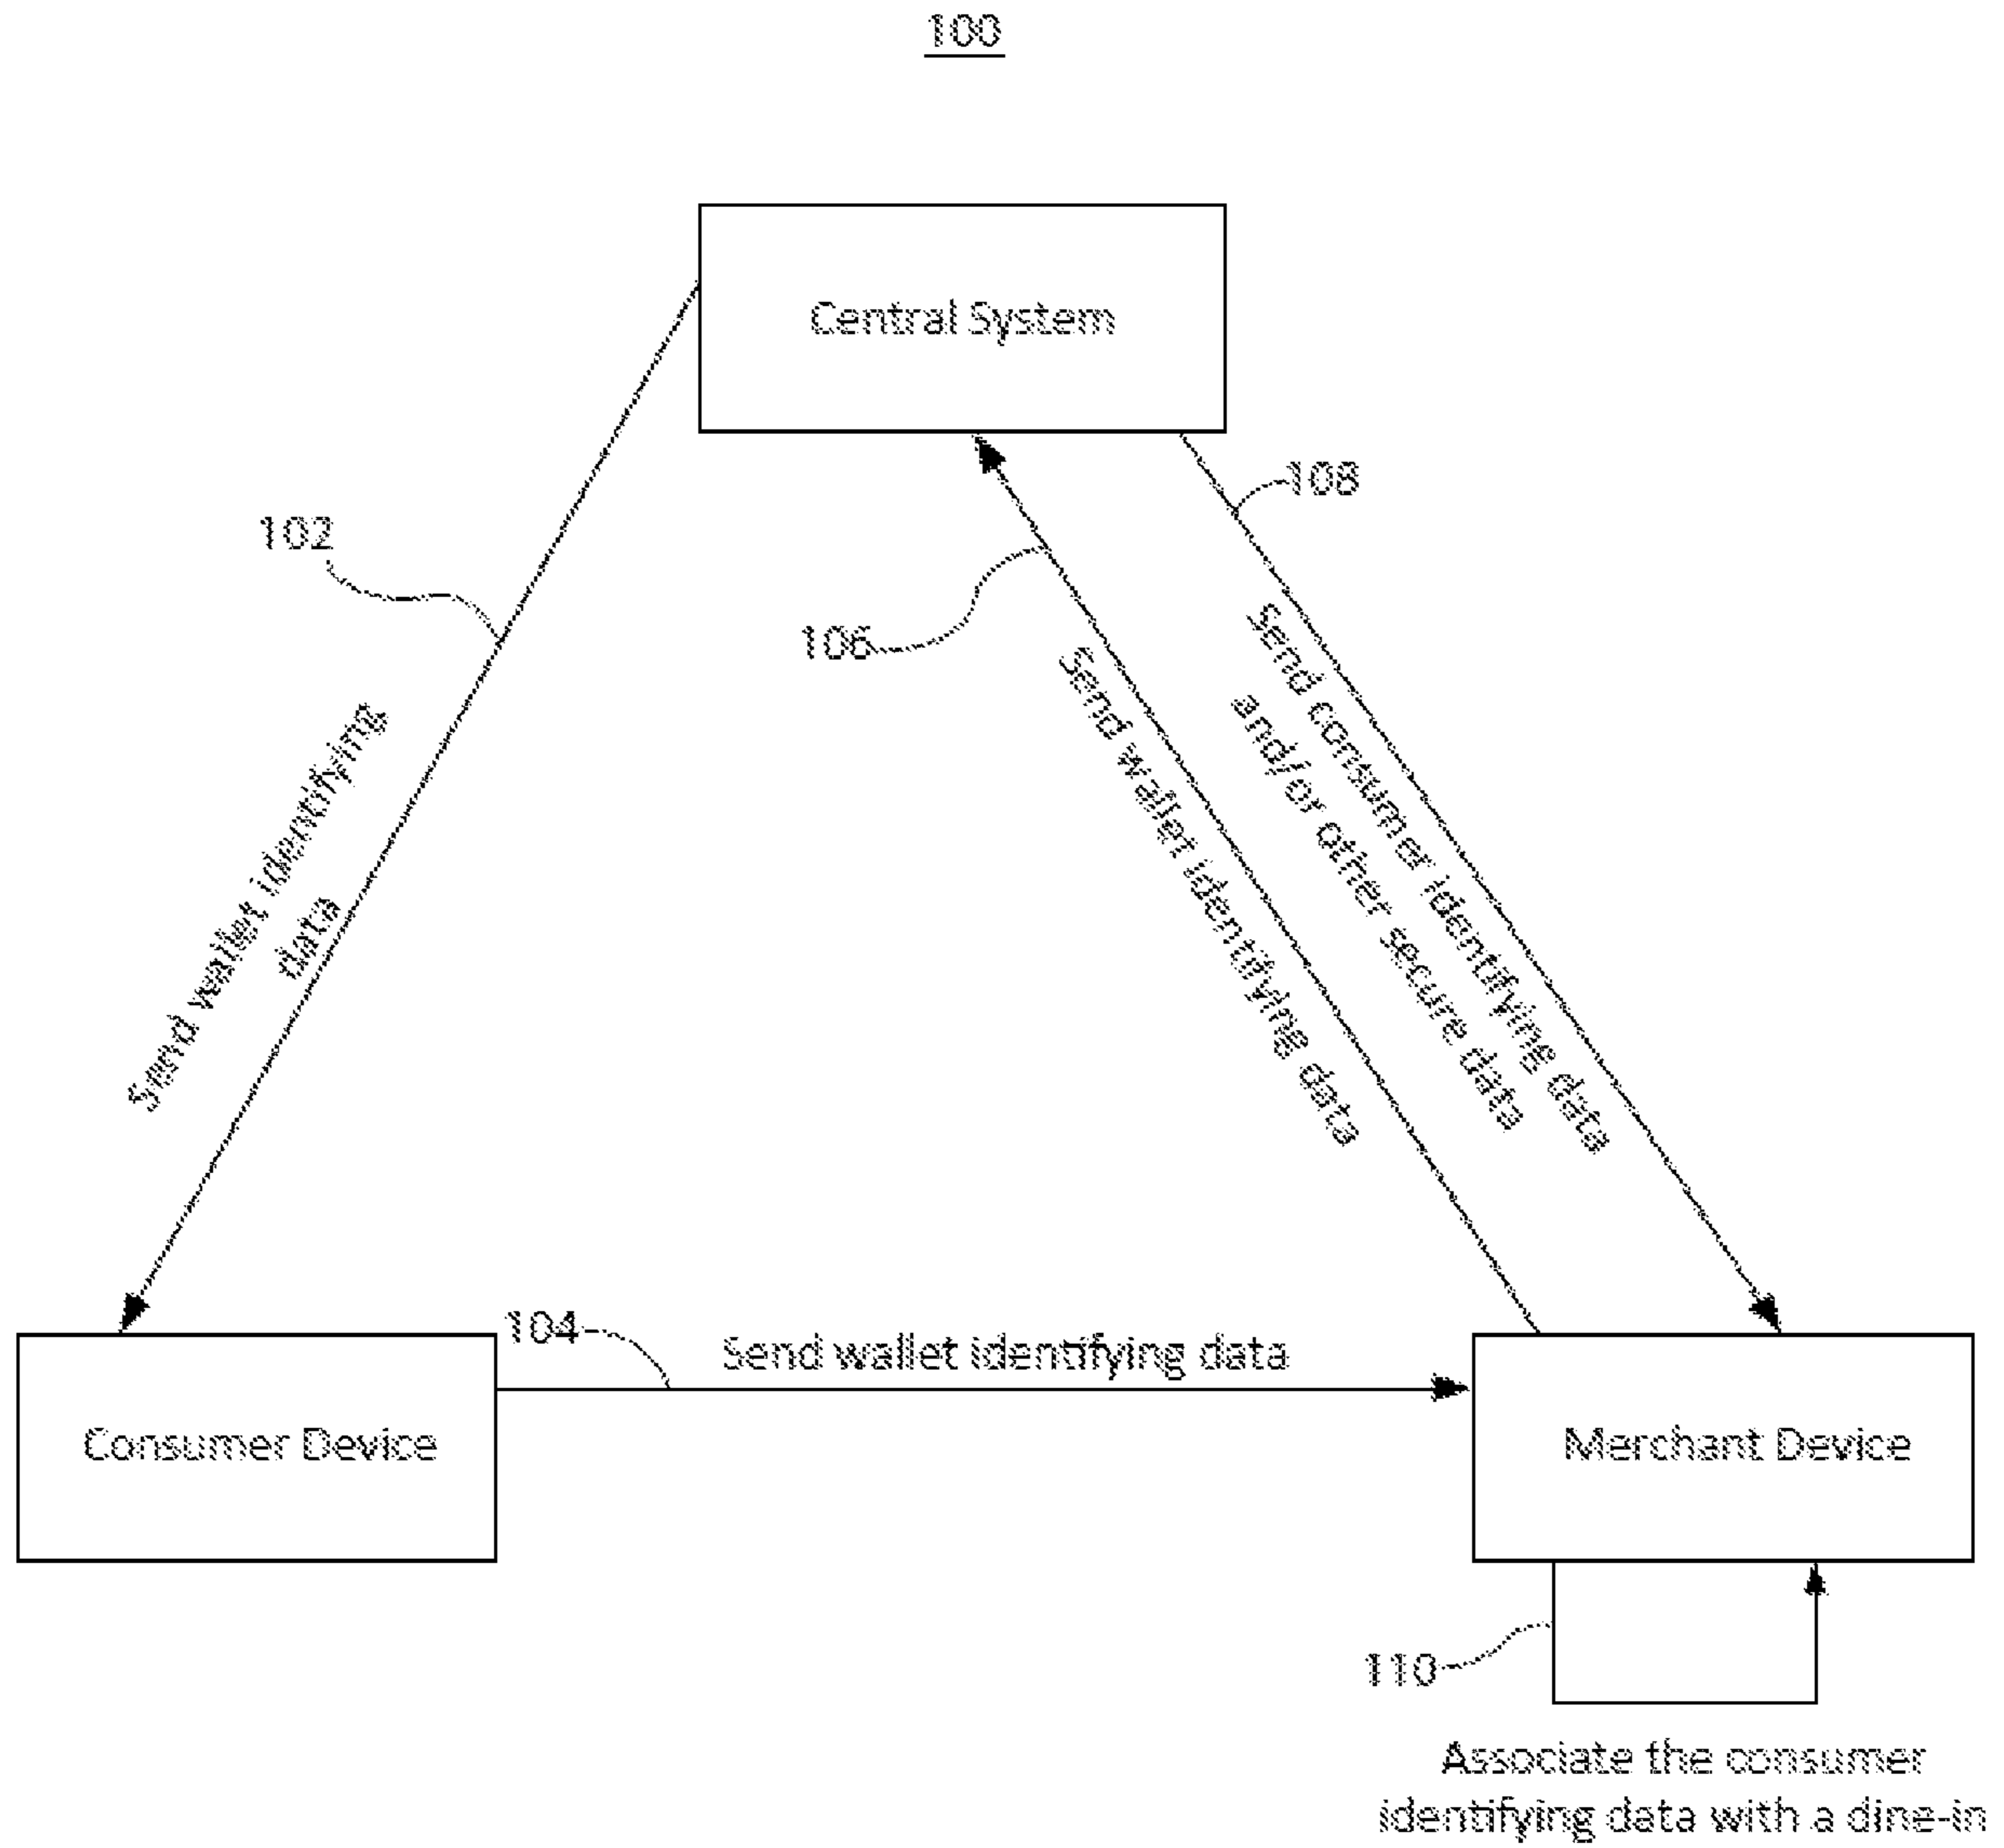 100
Central System
108
102
106
Send wallet identifying
data
Send wallet identifying data
Send consumer identifying data
and/or other secure data
104
Send wallet identifying data
Consumer Device
Merchant Device
110
Associate the consumer
identifying data with a dine-in